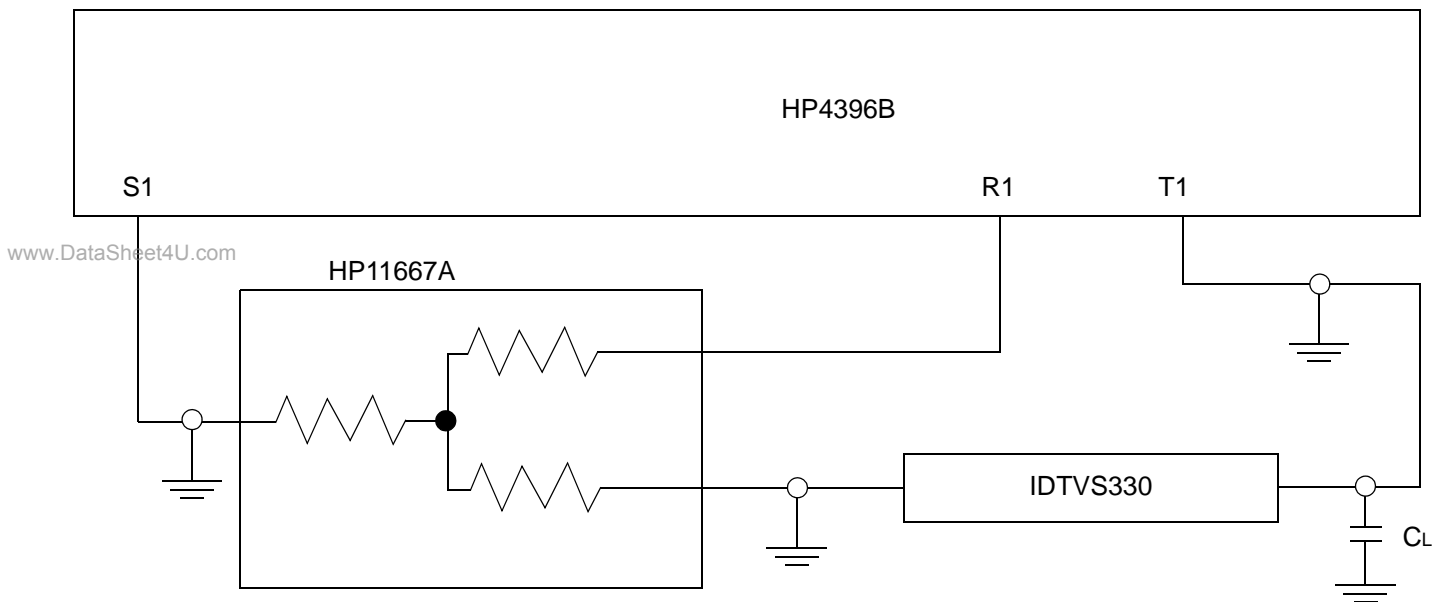 HP4396B
S1
R1
T1
www.DataSheet4U.com
HP11667A
IDTVS330
CL